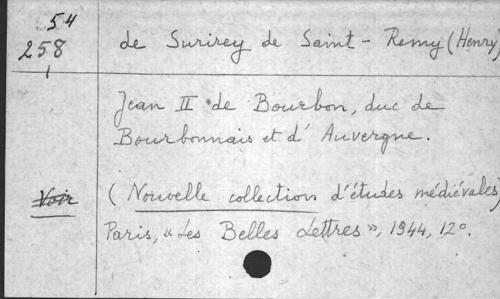 54
258
de Surirey de Saint-Remy (Henry)
Jean II de Bourbon, duc de
Bourbonnais et d'Auvergne.
Voir
(Nouvelle collection d'études médiévales)
Paris, «Les Belles Lettres», 1944, 12°.